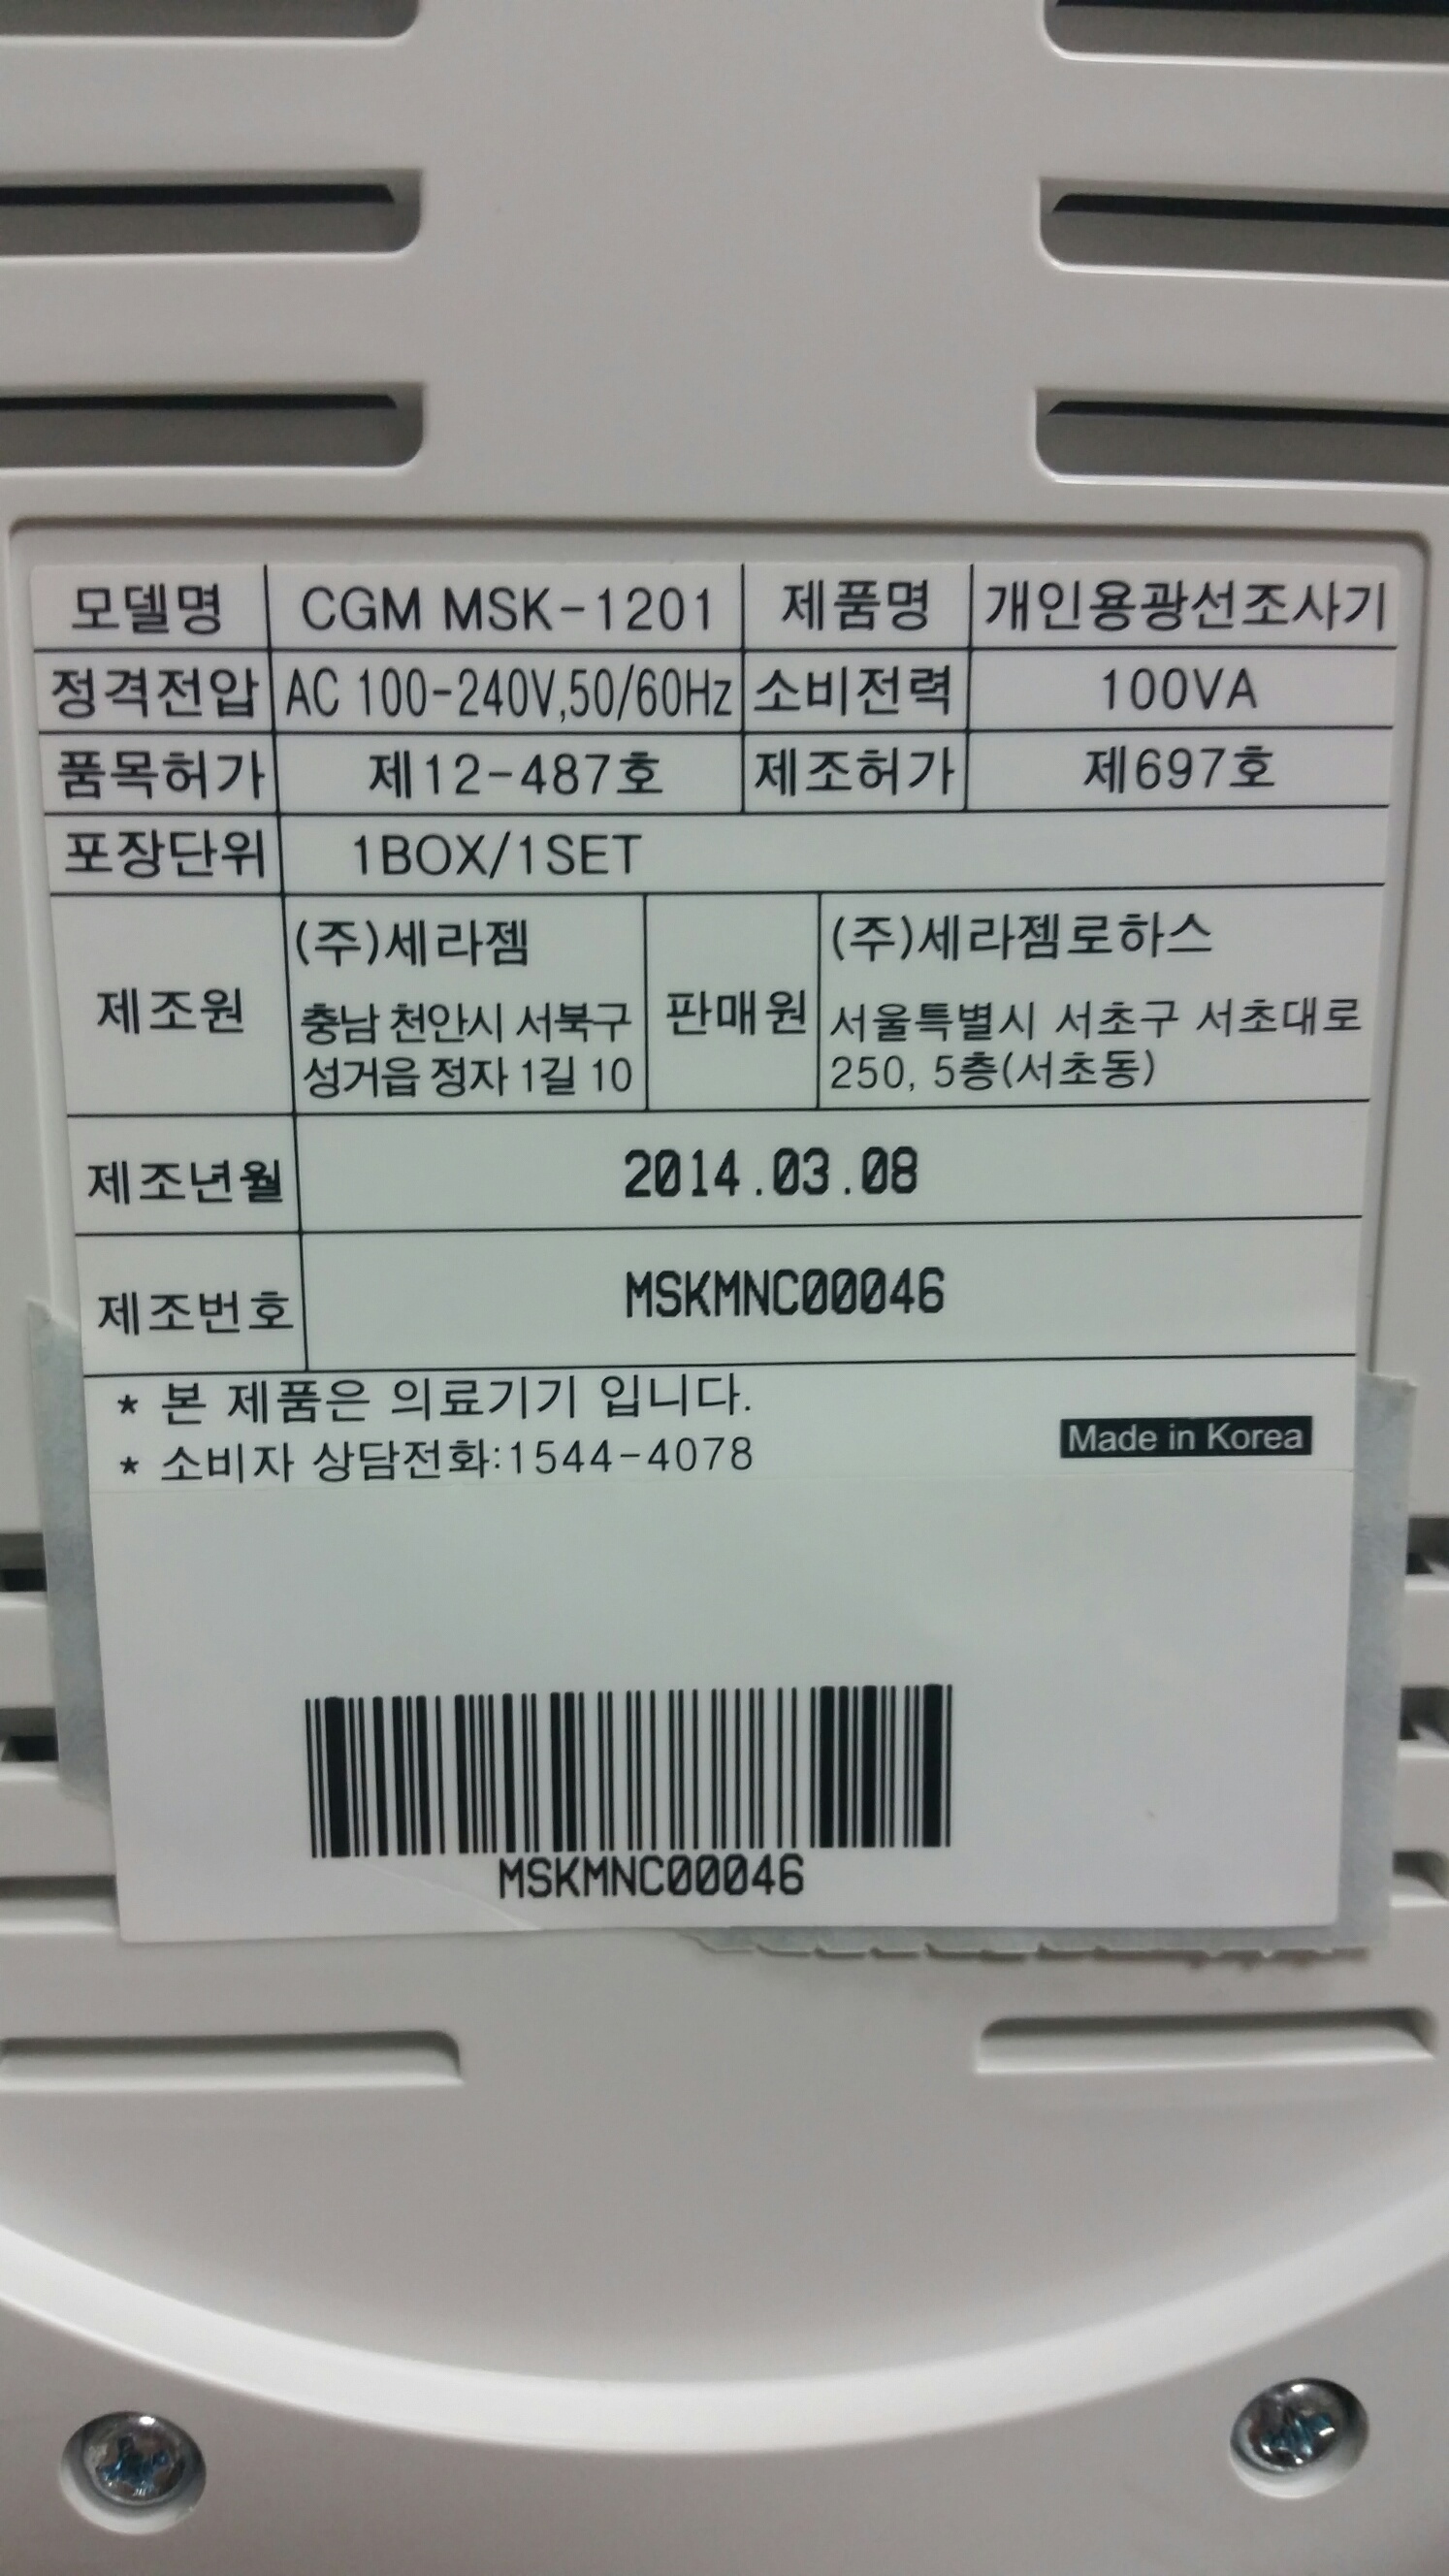 모델명 CGM MSK-1201 제품명 개인용광선조사기
정격전압 AC 100-240V,50/60Hz 소비전력 100VA
품목허가 제12-487호 제조허가 제697호
포장단위 1BOX/1SET
제조원 (주)세라젬
충남 천안시 서북구
성거읍 정자 1길 10
판매원 (주)세라젬로하스
서울특별시 서초구 서초대로
250, 5층(서초동)
제조년월 2014.03.08
제조번호 MSKMNC00046
* 본 제품은 의료기기 입니다.
* 소비자 상담전화:1544-4078
Made in Korea
MSKMNC00046